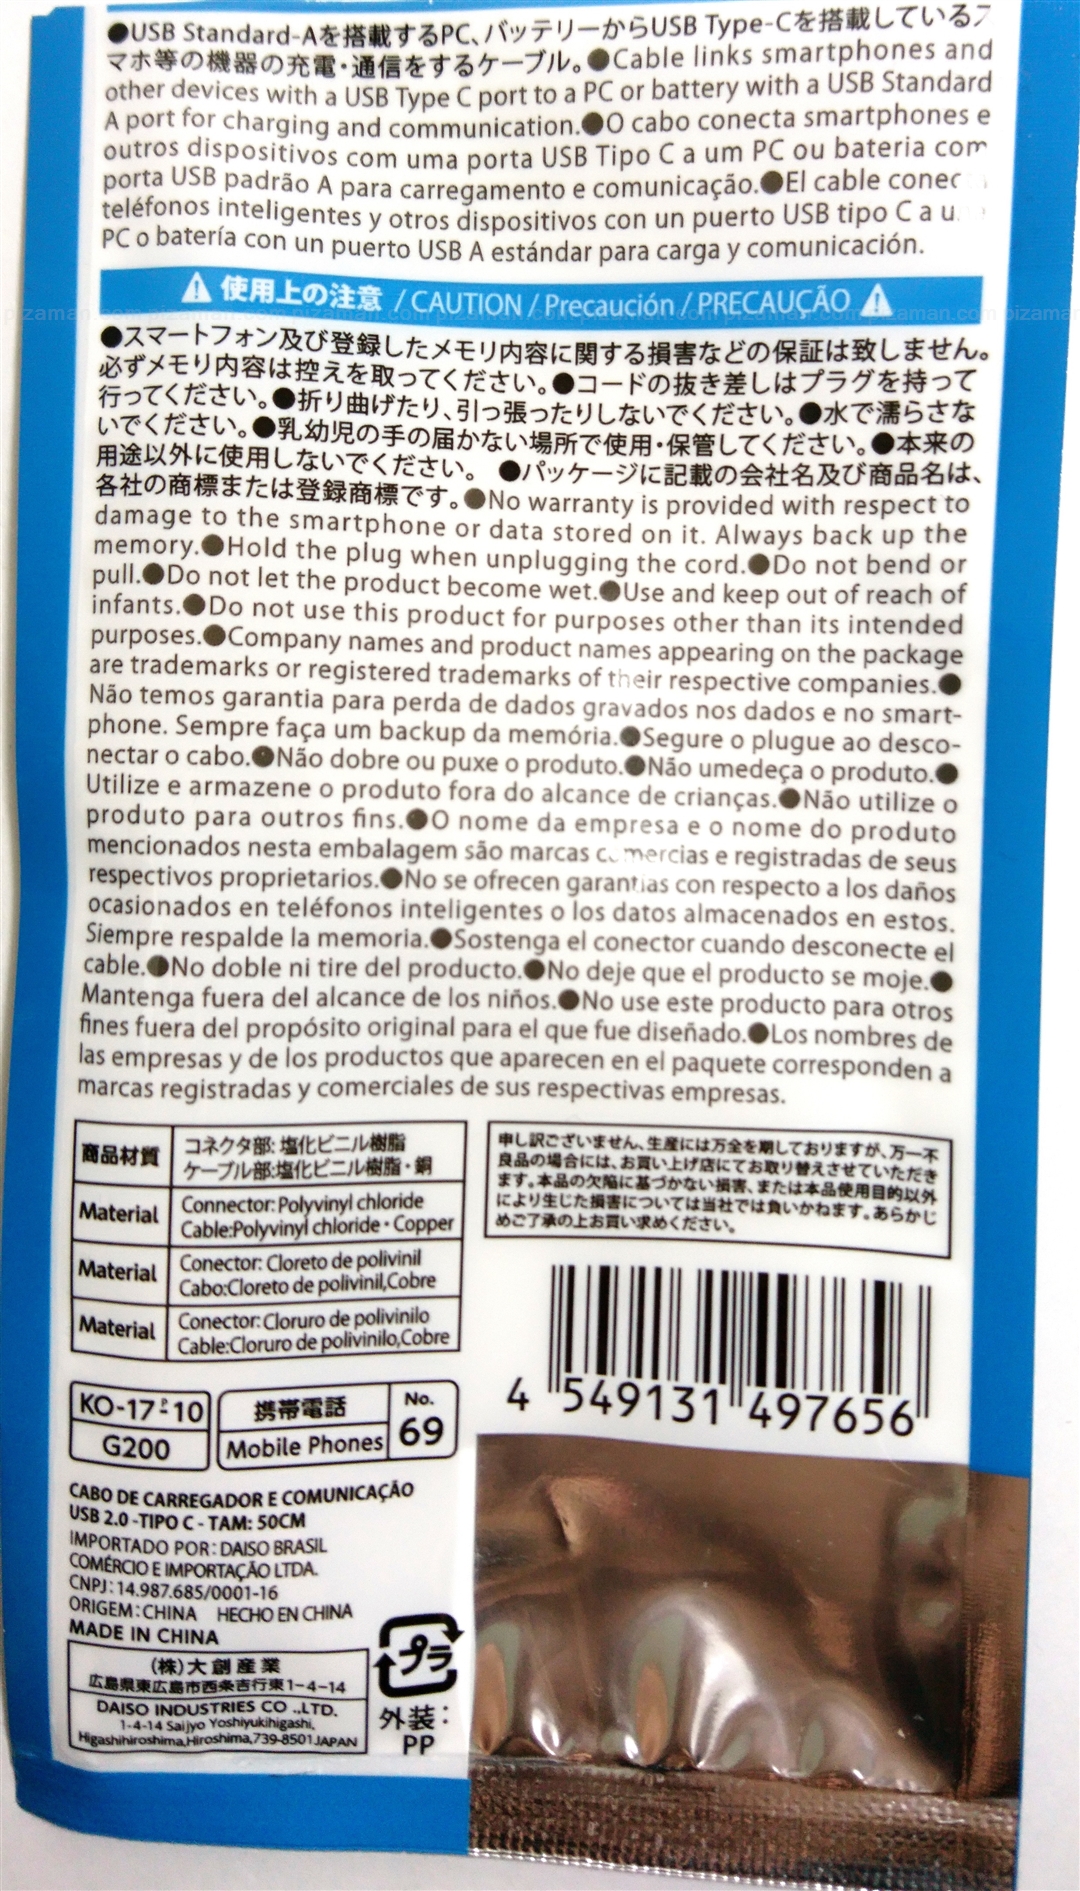 ●USB Standard-Aを搭載するPC、バッテリーからUSB Type-Cを搭載しているス
マホ等の機器の充電・通信をするケーブル。●Cable links smartphones and
other devices with a USB Type C port to a PC or battery with a USB Standard
A port for charging and communication.●O cabo conecta smartphones e
outros dispositivos com uma porta USB Tipo C a um PC ou bateria com
porta USB padrão A para carregamento e comunicação.●El cable conec
teléfonos inteligentes y otros dispositivos con un puerto USB tipo C a u
PC o batería con un puerto USB A estándar para carga y comunicación.
⚠ 使用上の注意 / CAUTION / Precaución / PRECAUÇÃO ⚠
●スマートフォン及び登録したメモリ内容に関する損害などの保証は致しません。
必ずメモリ内容は控えを取ってください。●コードの抜き差しはプラグを持って
行ってください。●折り曲げたり、引っ張ったりしないでください。●水で濡らさな
いでください。●乳幼児の手の届かない場所で使用・保管してください。●本来の
用途以外に使用しないでください。 ●パッケージに記載の会社名及び商品名は、
各社の商標または登録商標です。●No warranty is provided with respect to
damage to the smartphone or data stored on it. Always back up the
memory.●Hold the plug when unplugging the cord.●Do not bend or
pull.●Do not let the product become wet.●Use and keep out of reach of
infants.●Do not use this product for purposes other than its intended
purposes.●Company names and product names appearing on the package
are trademarks or registered trademarks of their respective companies.●
Não temos garantia para perda de dados gravados nos dados e no smart-
phone. Sempre faça um backup da memória.●Segure o plugue ao desco-
nectar o cabo.●Não dobre ou puxe o produto.●Não umedeça o produto.●
Utilize e armazene o produto fora do alcance de crianças.●Não utilize o
produto para outros fins.●O nome da empresa e o nome do produto
mencionados nesta embalagem são marcas comercias e registradas de seus
respectivos proprietarios.●No se ofrecen garantías con respecto a los daños
ocasionados en teléfonos inteligentes o los datos almacenados en estos.
Siempre respalde la memoria.●Sostenga el conector cuando desconecte el
cable.●No doble ni tire del producto.●No deje que el producto se moje.●
Mantenga fuera del alcance de los niños.●No use este producto para otros
fines fuera del propósito original para el que fue diseñado.●Los nombres de
las empresas y de los productos que aparecen en el paquete corresponden a
marcas registradas y comerciales de sus respectivas empresas.
商品材質 コネクタ部: 塩化ビニル樹脂
ケーブル部:塩化ビニル樹脂・銅
Material Connector: Polyvinyl chloride
Cable:Polyvinyl chloride・Copper
Material Conector: Cloreto de polivinil
Cabo:Cloreto de polivinil,Cobre
Material Conector: Cloruro de polivinilo
Cable:Cloruro de polivinilo,Cobre
申し訳ございません、生産には万全を期しておりますが、万一不
良品の場合には、お買い上げ店にてお取り替えさせていただき
ます。本品の欠陥に基づかない損害、または本品使用目的以外
により生じた損害については当社では負いかねます。あらかじ
めご了承の上お買い求めください。
4 549131 497656
KO-17-P-10
G200
携帯電話
Mobile Phones
No.
69
CABO DE CARREGADOR E COMUNICAÇÃO
USB 2.0 -TIPO C - TAM: 50CM
IMPORTADO POR: DAISO BRASIL
COMÉRCIO E IMPORTAÇÃO LTDA.
CNPJ: 14.987.685/0001-16
ORIGEM: CHINA HECHO EN CHINA
MADE IN CHINA
(株)大創産業
広島県東広島市西条吉行東1-4-14
DAISO INDUSTRIES CO .,LTD.
1-4-14 Saijyo Yoshiyukihigashi,
Higashihiroshima,Hiroshima,739-8501 JAPAN
プラ
外装:
PP